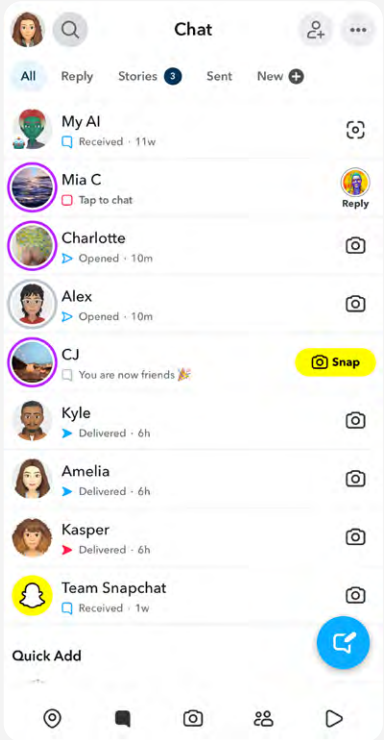 Chat
All Reply Stories 3 Sent New
My AI
Received · 11w
Mia C
Tap to chat
Reply
Charlotte
Opened · 10m
Alex
Opened · 10m
CJ
You are now friends 🎉
Snap
Kyle
Delivered · 6h
Amelia
Delivered · 6h
Kasper
Delivered · 6h
Team Snapchat
Received · 1w
Quick Add